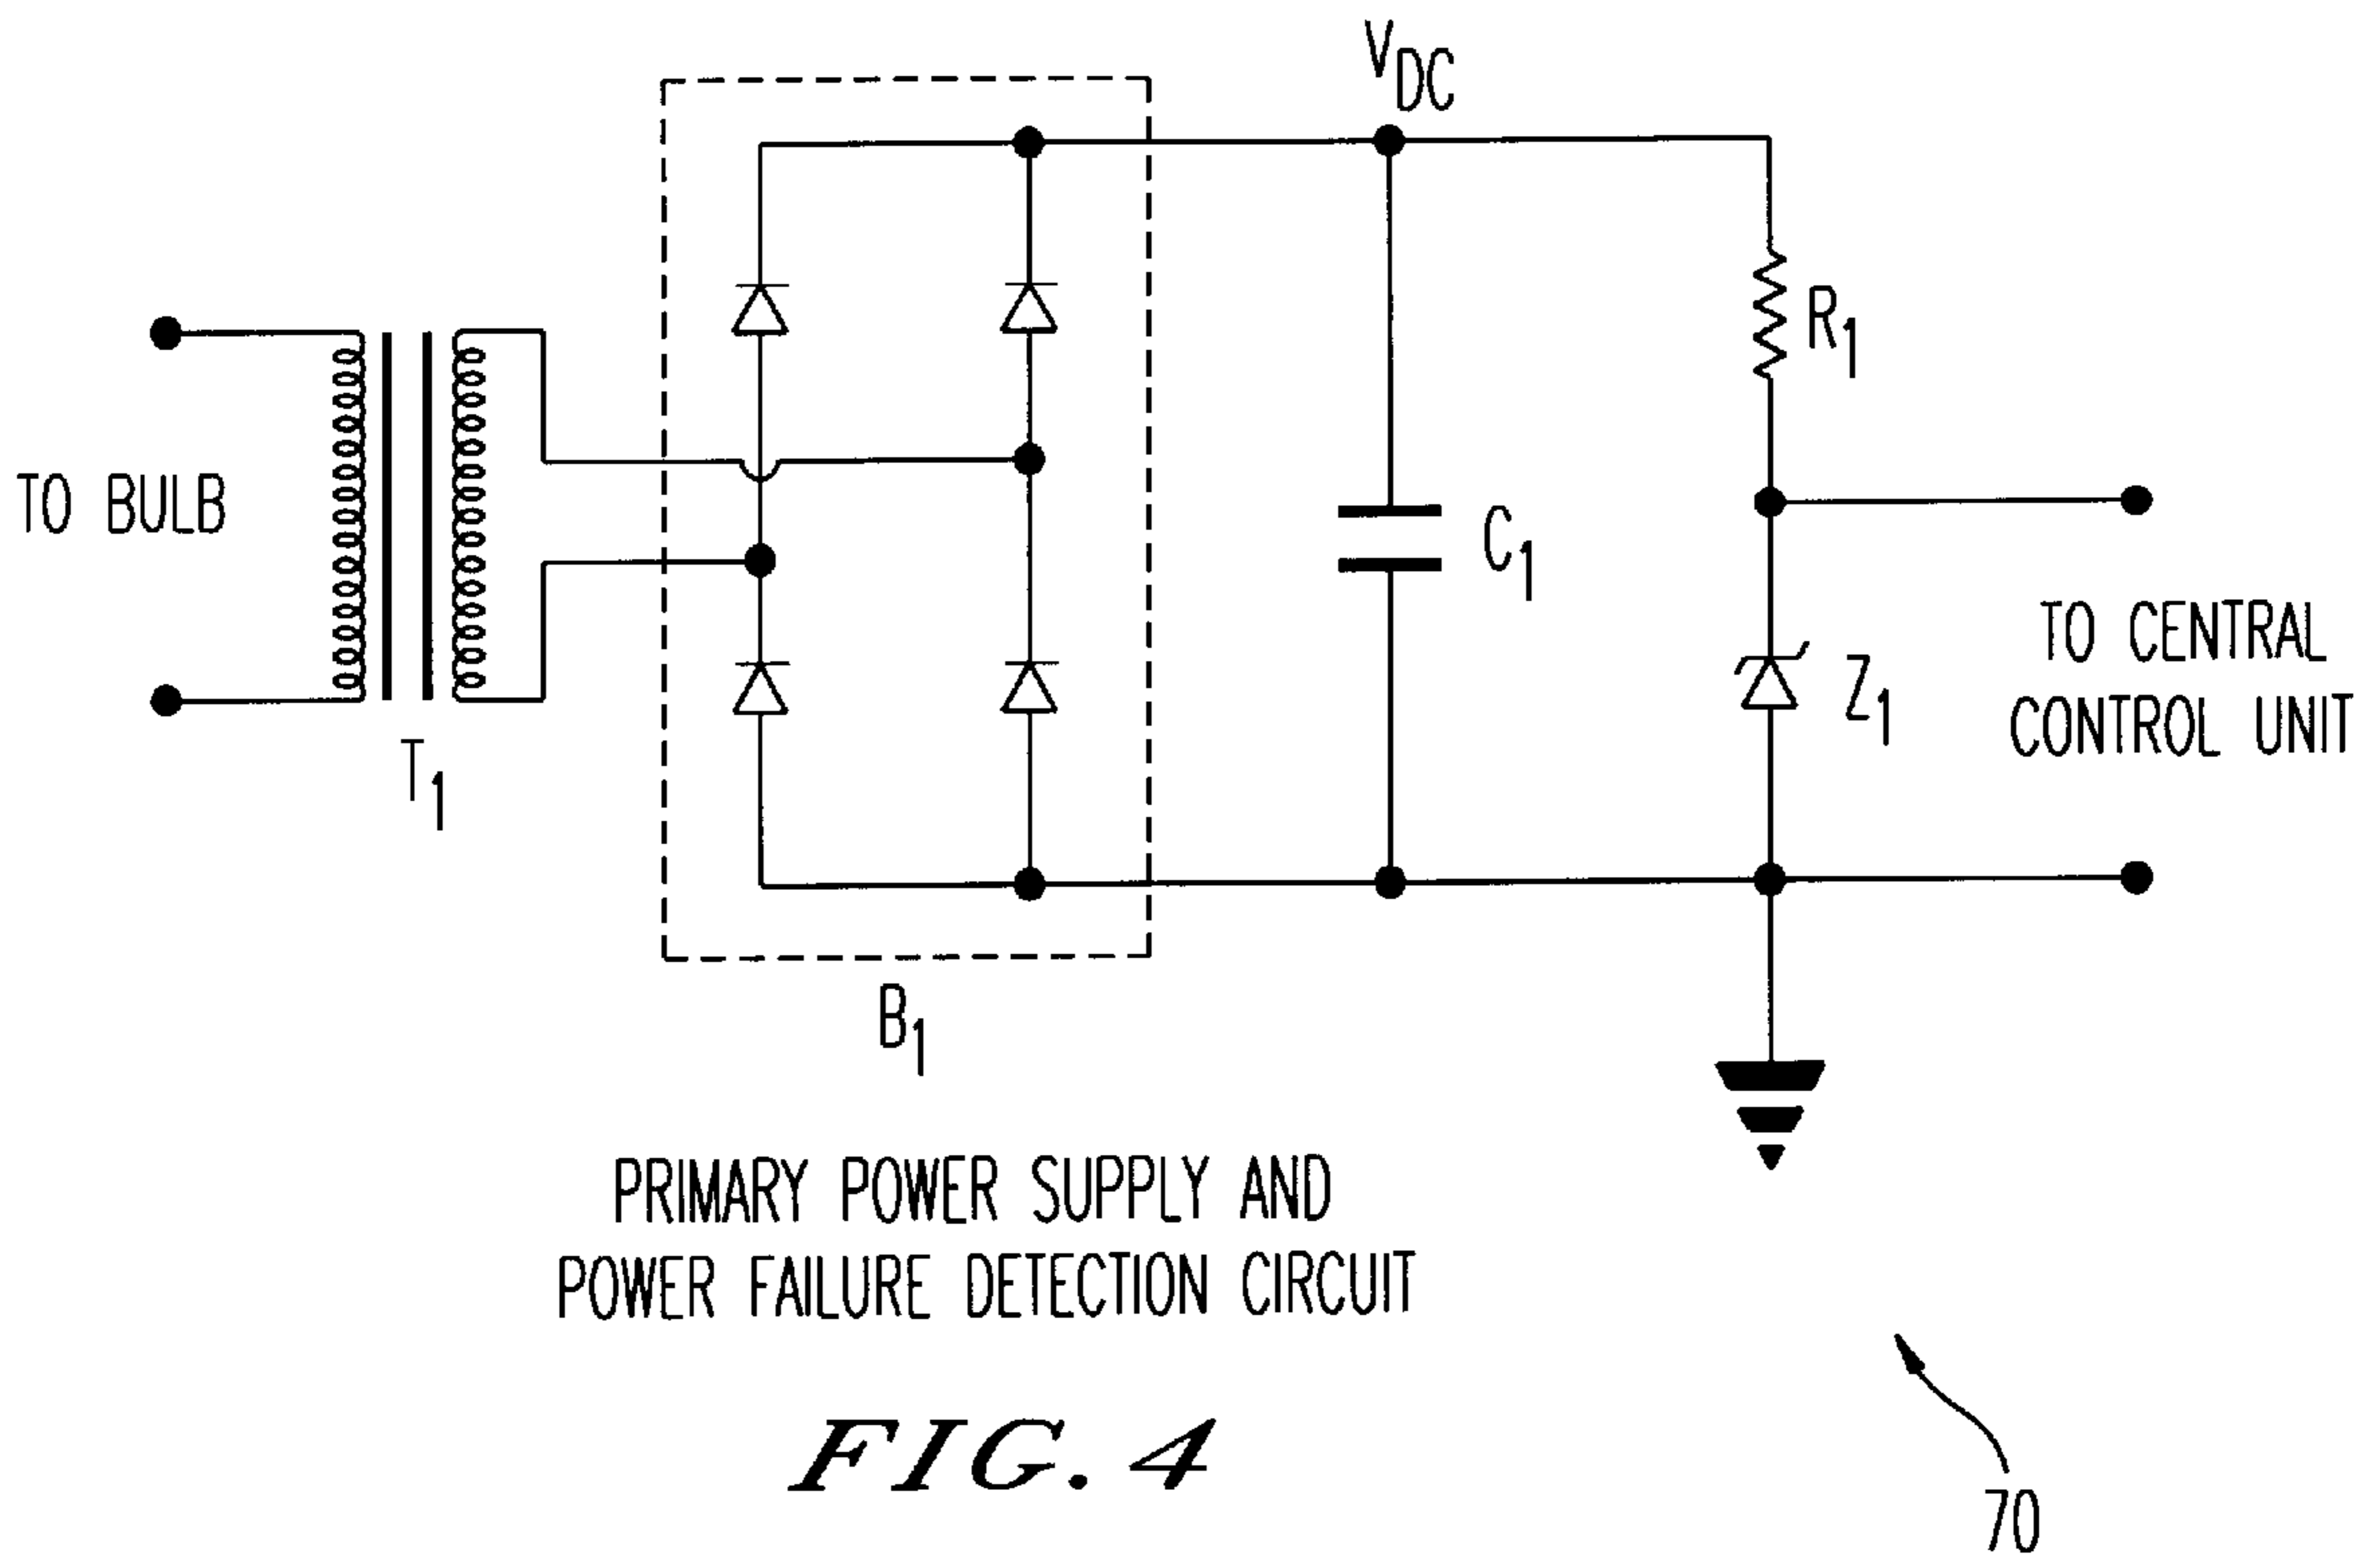 V_DC
R_1
TO BULB
C_1
TO CENTRAL
CONTROL UNIT
Z_1
T_1
B_1
PRIMARY POWER SUPPLY AND
POWER FAILURE DETECTION CIRCUIT
FIG. 4
70